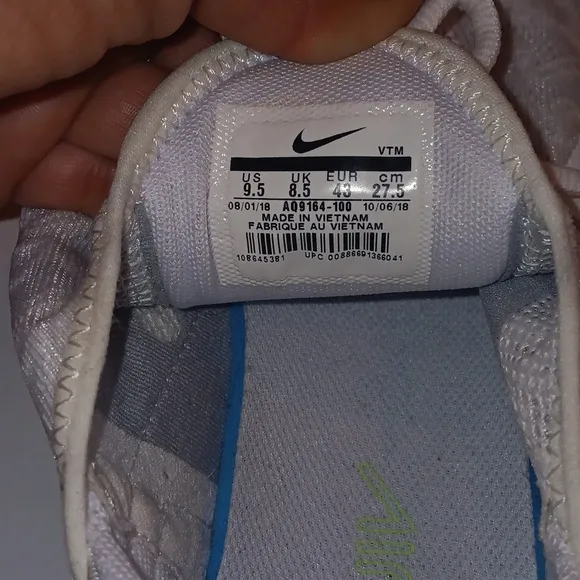 VTM
US UK EUR cm
9.5 8.5 43 27.5
08/01/18 AQ9164-100 10/06/18
MADE IN VIETNAM
FABRIQUE AU VIETNAM
108645381 UPC 00886691366041